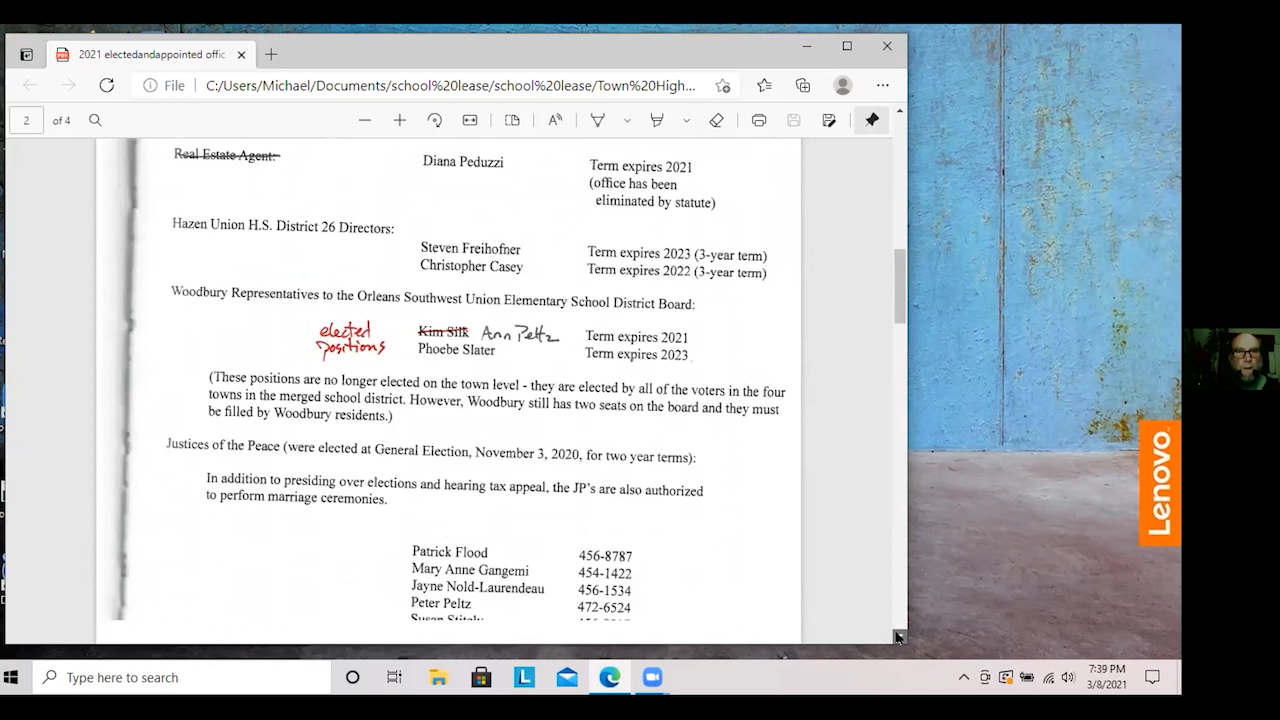 2021 electedandappointed offic
File C:/Users/Michael/Documents/school%20lease/school%20lease/Town%20High...
2 of 4
Real Estate Agent: Diana Peduzzi Term expires 2021
(office has been
eliminated by statute)
Hazen Union H.S. District 26 Directors:
Steven Freihofner Term expires 2023 (3-year term)
Christopher Casey Term expires 2022 (3-year term)
Woodbury Representatives to the Orleans Southwest Union Elementary School District Board:
elected Kim Silk Ann Peltz Term expires 2021
positions Phoebe Slater Term expires 2023
(These positions are no longer elected on the town level - they are elected by all of the voters in the four
towns in the merged school district. However, Woodbury still has two seats on the board and they must
be filled by Woodbury residents.)
Justices of the Peace (were elected at General Election, November 3, 2020, for two year terms):
In addition to presiding over elections and hearing tax appeal, the JP's are also authorized
to perform marriage ceremonies.
Patrick Flood 456-8787
Mary Anne Gangemi 454-1422
Jayne Nold-Laurendeau 456-1534
Peter Peltz 472-6524
Lenovo
Type here to search
7:39 PM
3/8/2021